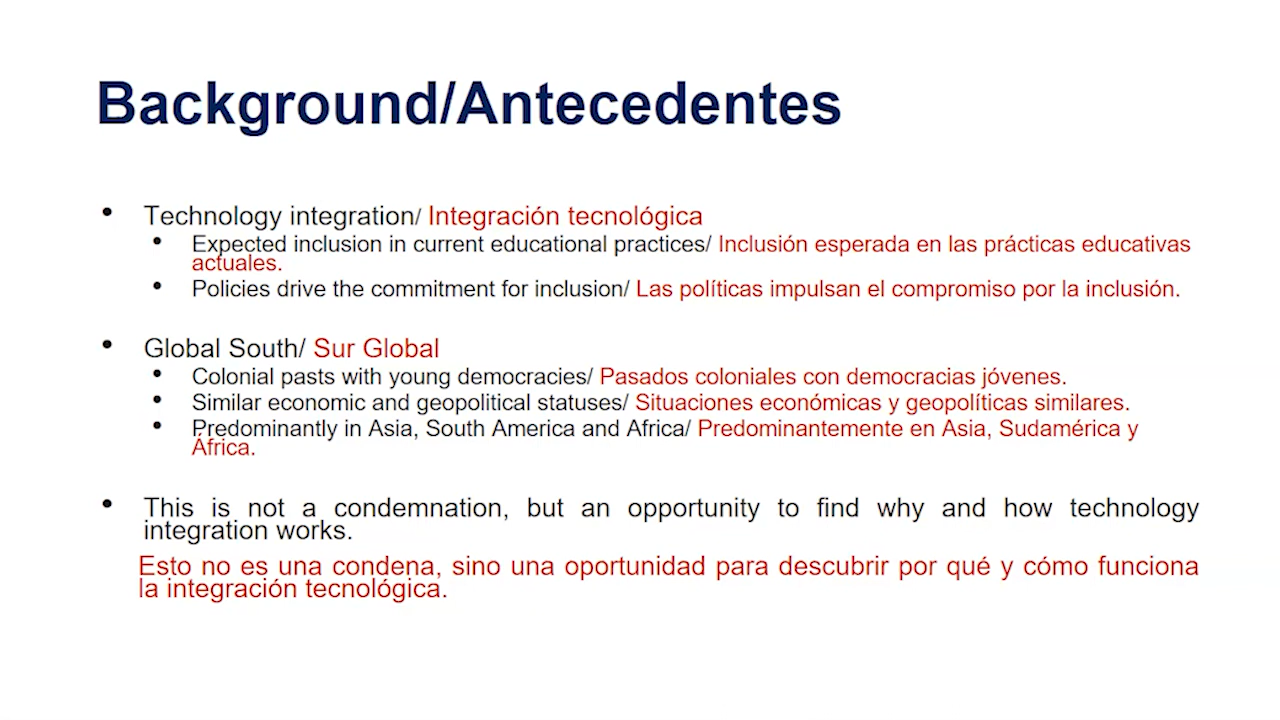 Background/Antecedentes
• Technology integration/ Integración tecnológica
• Expected inclusion in current educational practices/ Inclusión esperada en las prácticas educativas
actuales.
• Policies drive the commitment for inclusion/ Las políticas impulsan el compromiso por la inclusión.
• Global South/ Sur Global
• Colonial pasts with young democracies/ Pasados coloniales con democracias jóvenes.
• Similar economic and geopolitical statuses/ Situaciones económicas y geopolíticas similares.
• Predominantly in Asia, South America and Africa/ Predominantemente en Asia, Sudamérica y
África.
• This is not a condemnation, but an opportunity to find why and how technology
integration works.
Esto no es una condena, sino una oportunidad para descubrir por qué y cómo funciona
la integración tecnológica.